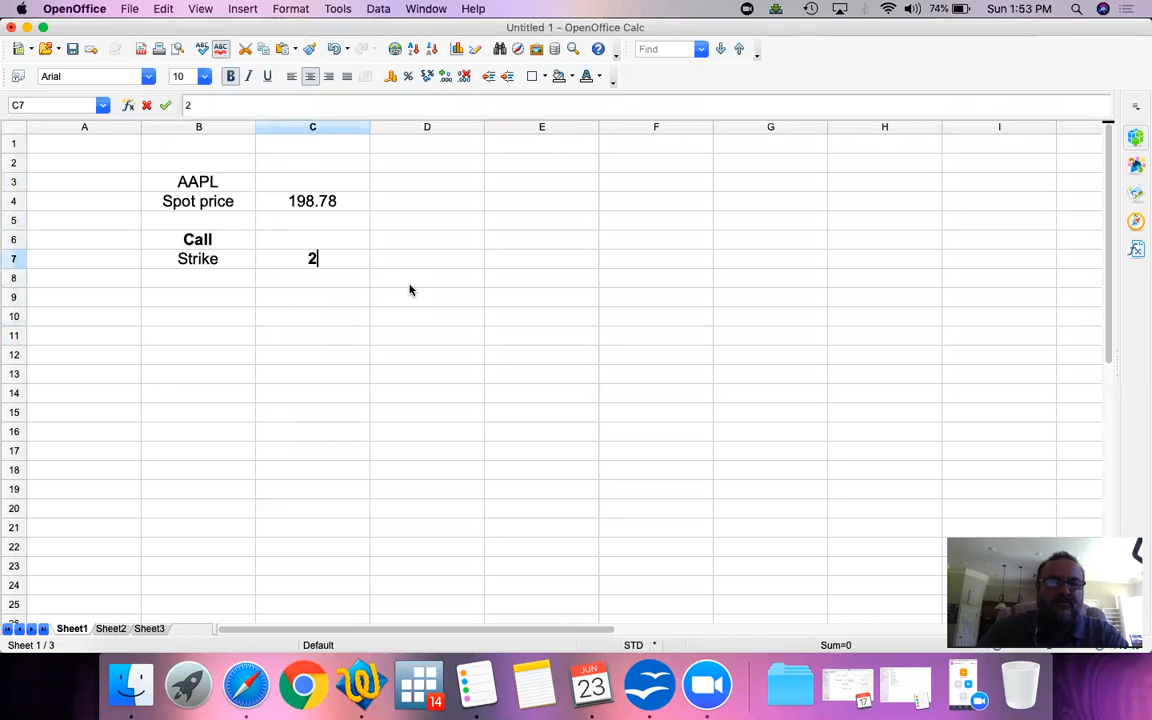 OpenOffice File Edit View Insert Format Tools Data Window Help 74% Sun 1:53 PM
Untitled 1 - OpenOffice Calc
Find
Arial 10
C7 2
A B C D E F G H I
1
2
3 AAPL
4 Spot price 198.78
5
6 Call
7 Strike 2
8
9
10
11
12
13
14
15
16
17
18
19
20
21
22
23
24
25
Sheet1 Sheet2 Sheet3
Sheet 1 / 3 Default STD * Sum=0
14 JUN 23 17